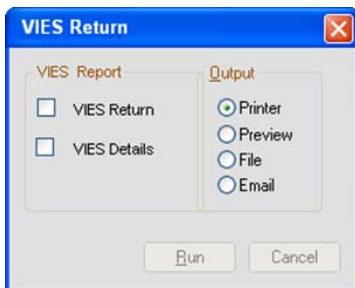 VIES Return
VIES Report
VIES Return
VIES Details
Output
Printer
Preview
File
Email
Run
Cancel